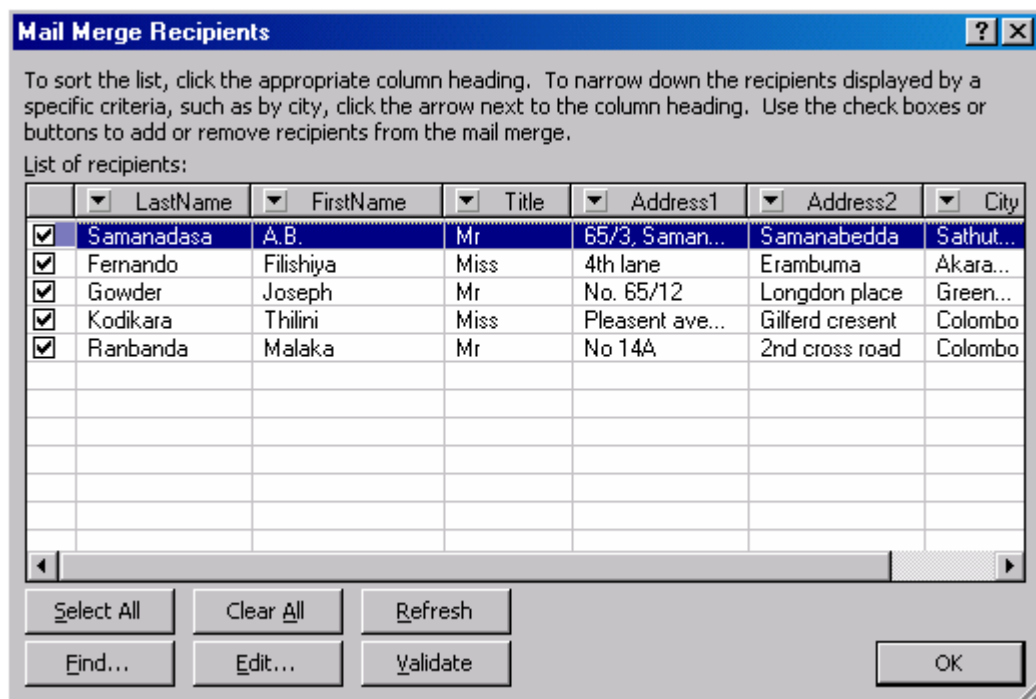 Mail Merge Recipients
To sort the list, click the appropriate column heading. To narrow down the recipients displayed by a
specific criteria, such as by city, click the arrow next to the column heading. Use the check boxes or
buttons to add or remove recipients from the mail merge.
List of recipients:
LastName FirstName Title Address1 Address2 City
Samanadasa A.B. Mr 65/3, Saman... Samanabedda Sathut...
Fernando Filishiya Miss 4th lane Erambuma Akara...
Gowder Joseph Mr No. 65/12 Longdon place Green...
Kodikara Thilini Miss Pleasent ave... Gilferd cresent Colombo
Ranbanda Malaka Mr No 14A 2nd cross road Colombo
Select All Clear All Refresh
Find... Edit... Validate OK